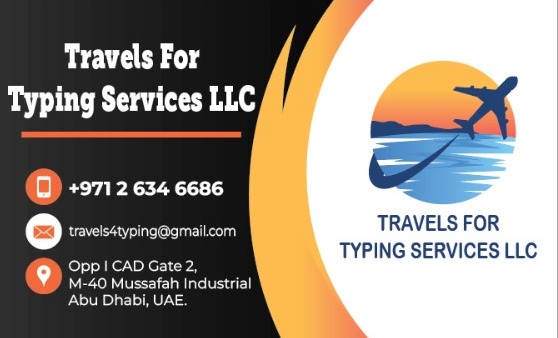 Travels For
Typing Services LLC
+971 2 634 6686
travels4typing@gmail.com
Opp I CAD Gate 2,
M-40 Mussafah Industrial
Abu Dhabi, UAE.
TRAVELS FOR
TYPING SERVICES LLC